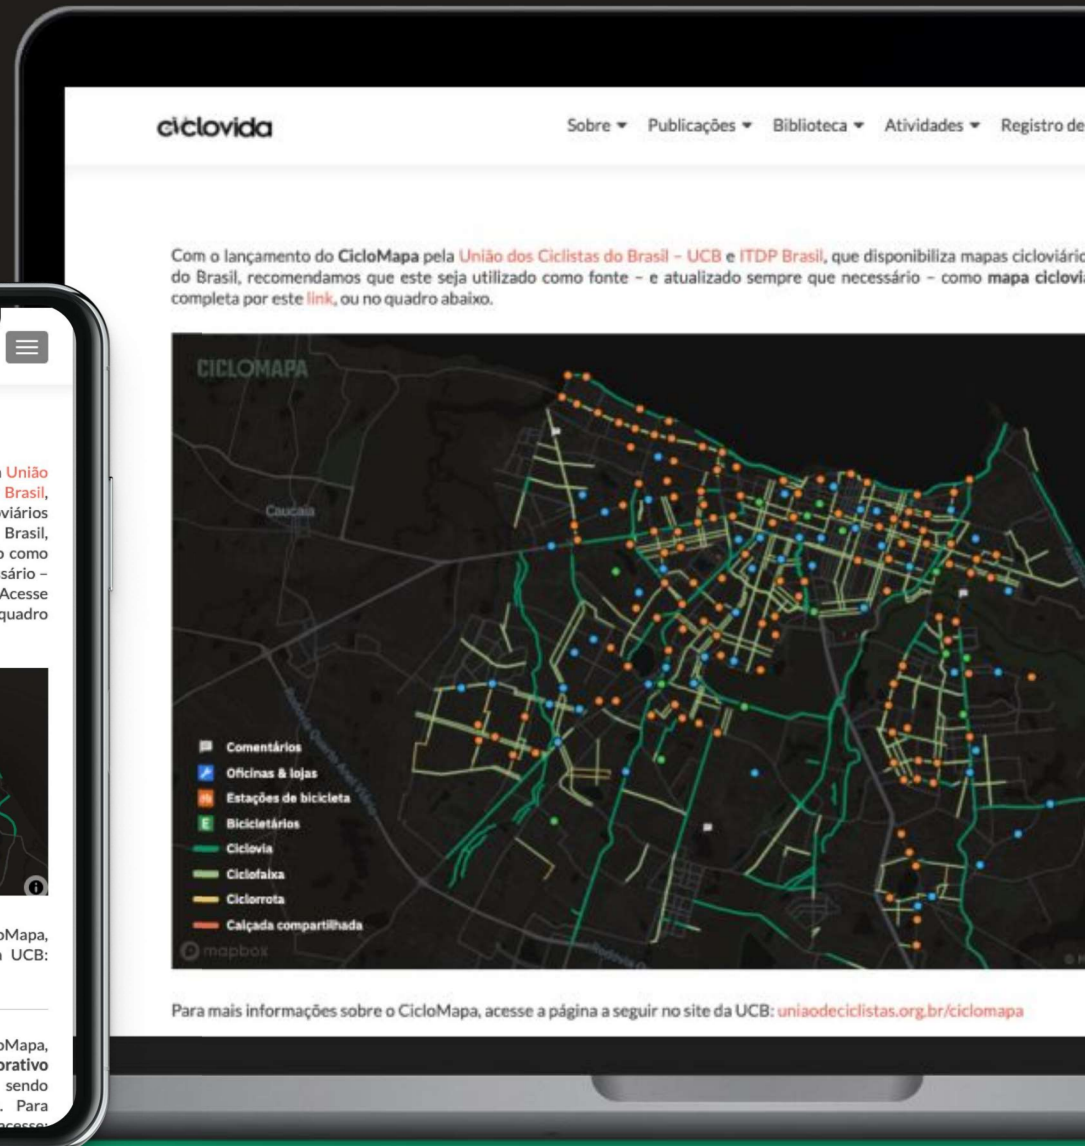 ciclovida
Sobre Publicações Biblioteca Atividades Registro de
Com o lançamento do CicloMapa pela União dos Ciclistas do Brasil – UCB e ITDP Brasil, que disponibiliza mapas cicloviário
do Brasil, recomendamos que este seja utilizado como fonte – e atualizado sempre que necessário – como mapa ciclovi
completa por este link, ou no quadro abaixo.
CICLOMAPA
Caucaia
Comentários
Oficinas & lojas
Estações de bicicleta
E Bicicletários
Ciclovia
Ciclofaixa
Ciclorrota
Calçada compartilhada
mapbox
Para mais informações sobre o CicloMapa, acesse a página a seguir no site da UCB: uniaodeciclistas.org.br/ciclomapa
União
Brasil,
viários
Brasil,
o como
sário –
Acesse
quadro
oMapa,
UCB:
oMapa,
orativo
sendo
. Para
acesse: